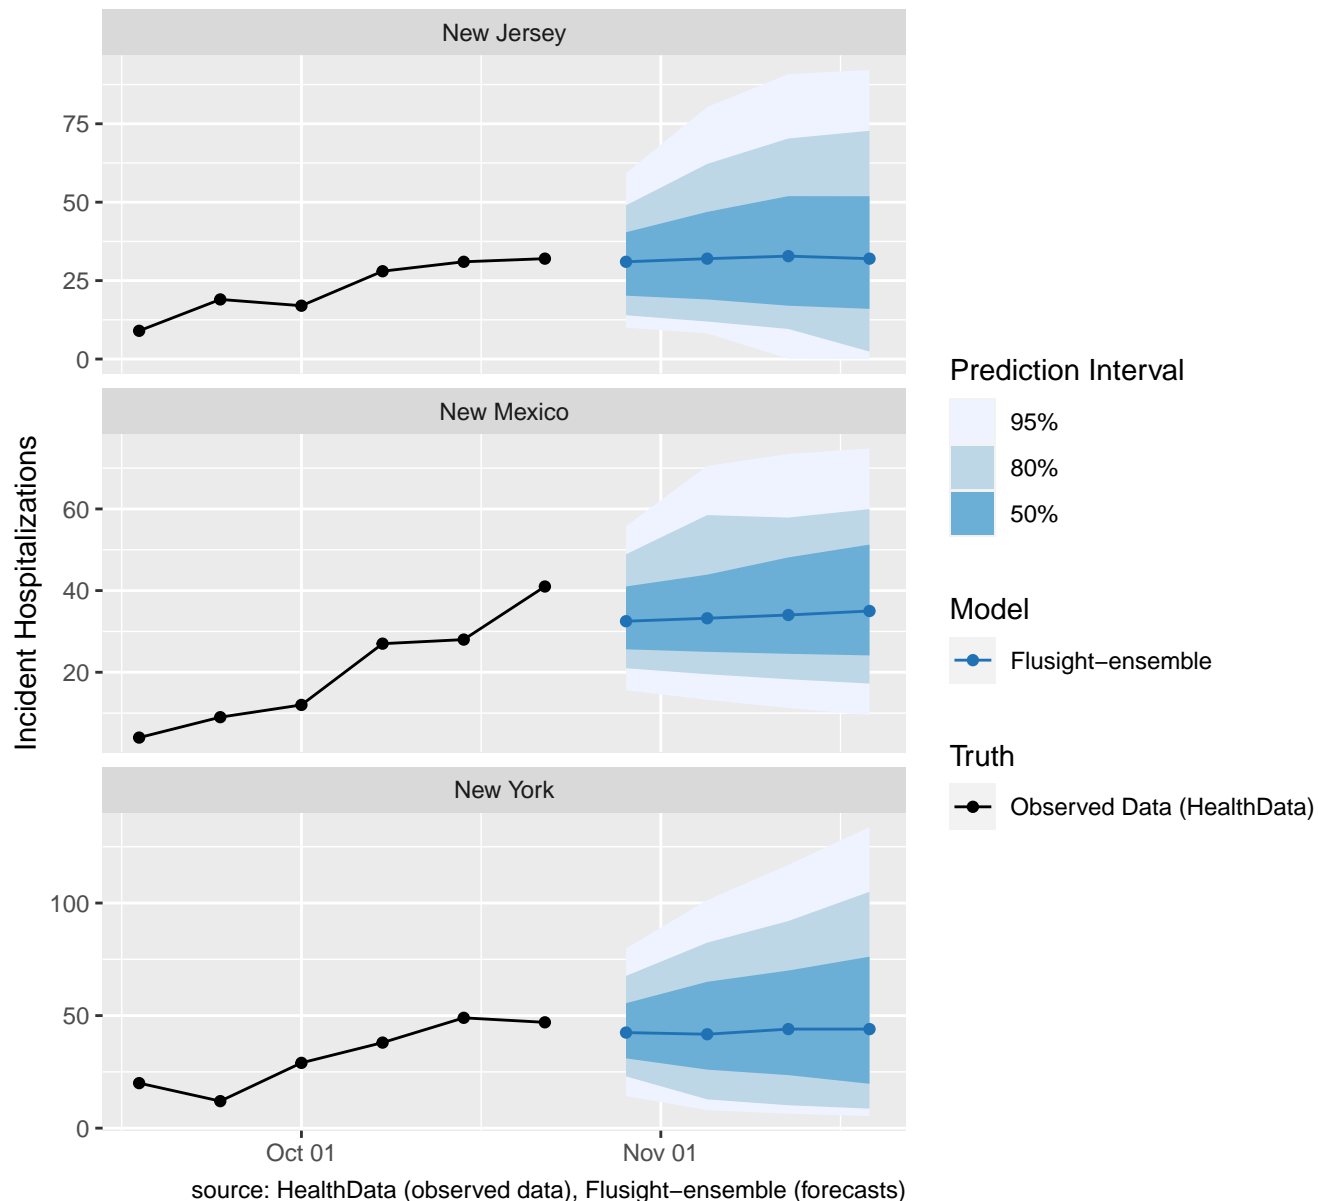 New Jersey
75
50
25
0
New Mexico
60
40
20
New York
100
50
0
Oct 01
Nov 01
Incident Hospitalizations
source: HealthData (observed data), Flusight−ensemble (forecasts)
Prediction Interval
95%
80%
50%
Model
Flusight−ensemble
Truth
Observed Data (HealthData)